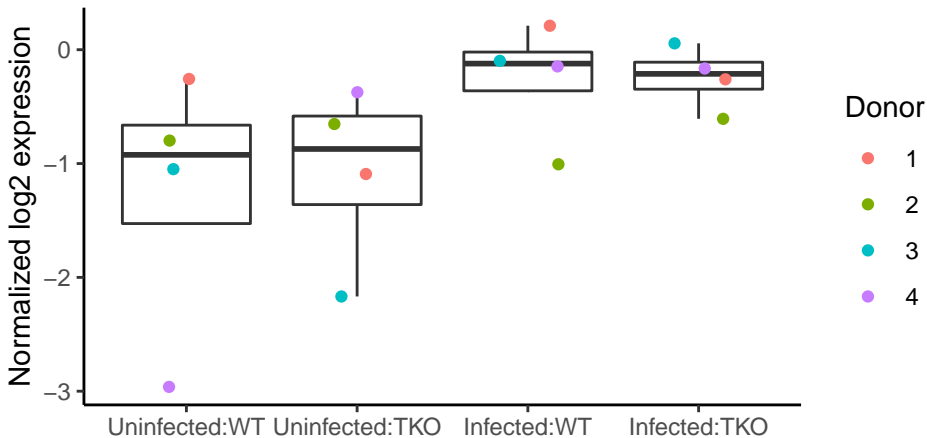 Normalized log2 expression
−0
−1
−2
−3
Uninfected:WT Uninfected:TKO Infected:WT Infected:TKO
Donor
1
2
3
4